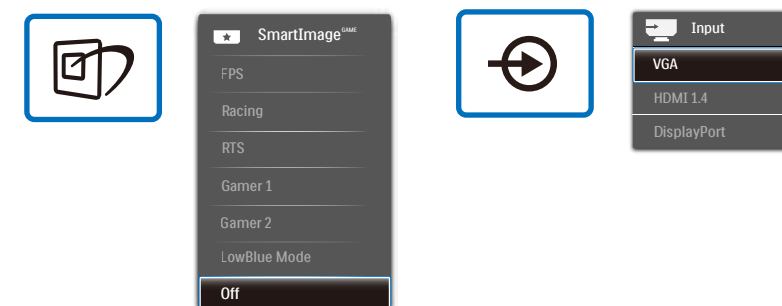 SmartImage GAME
FPS
Racing
RTS
Gamer 1
Gamer 2
LowBlue Mode
Off
Input
VGA
HDMI 1.4
DisplayPort